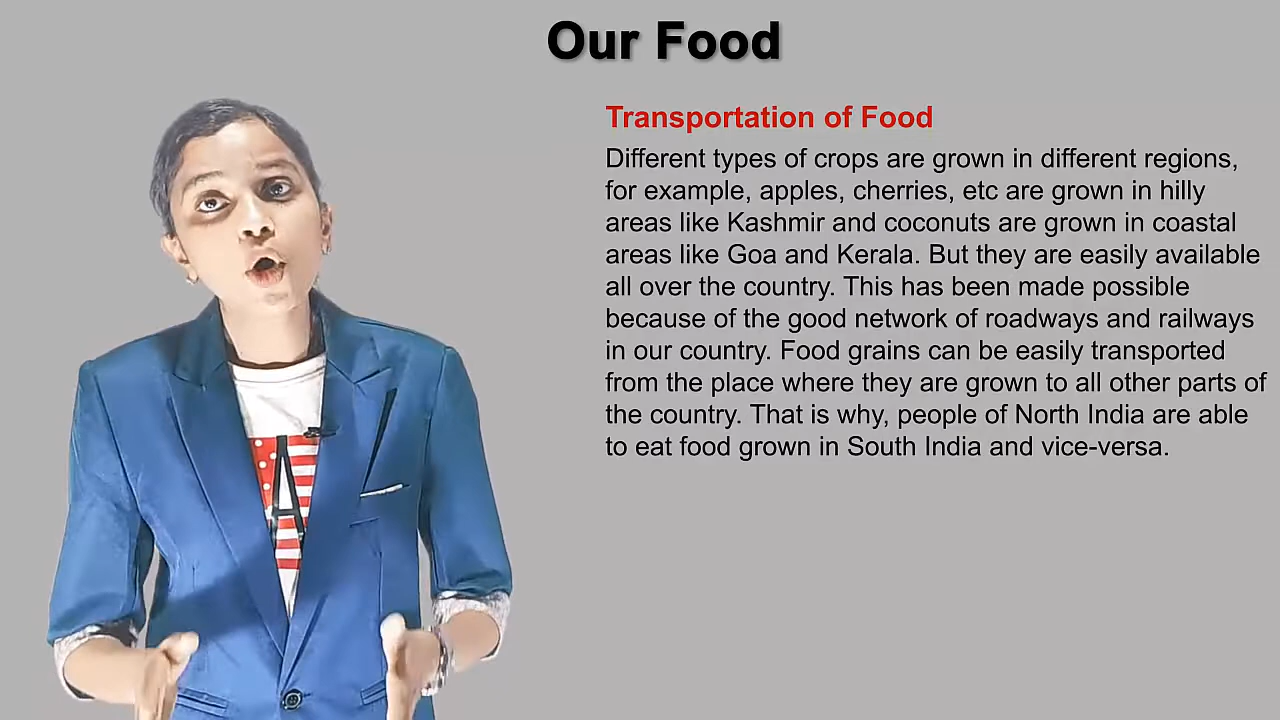 Our Food
Transportation of Food
Different types of crops are grown in different regions,
for example, apples, cherries, etc are grown in hilly
areas like Kashmir and coconuts are grown in coastal
areas like Goa and Kerala. But they are easily available
all over the country. This has been made possible
because of the good network of roadways and railways
in our country. Food grains can be easily transported
from the place where they are grown to all other parts of
the country. That is why, people of North India are able
to eat food grown in South India and vice-versa.
A